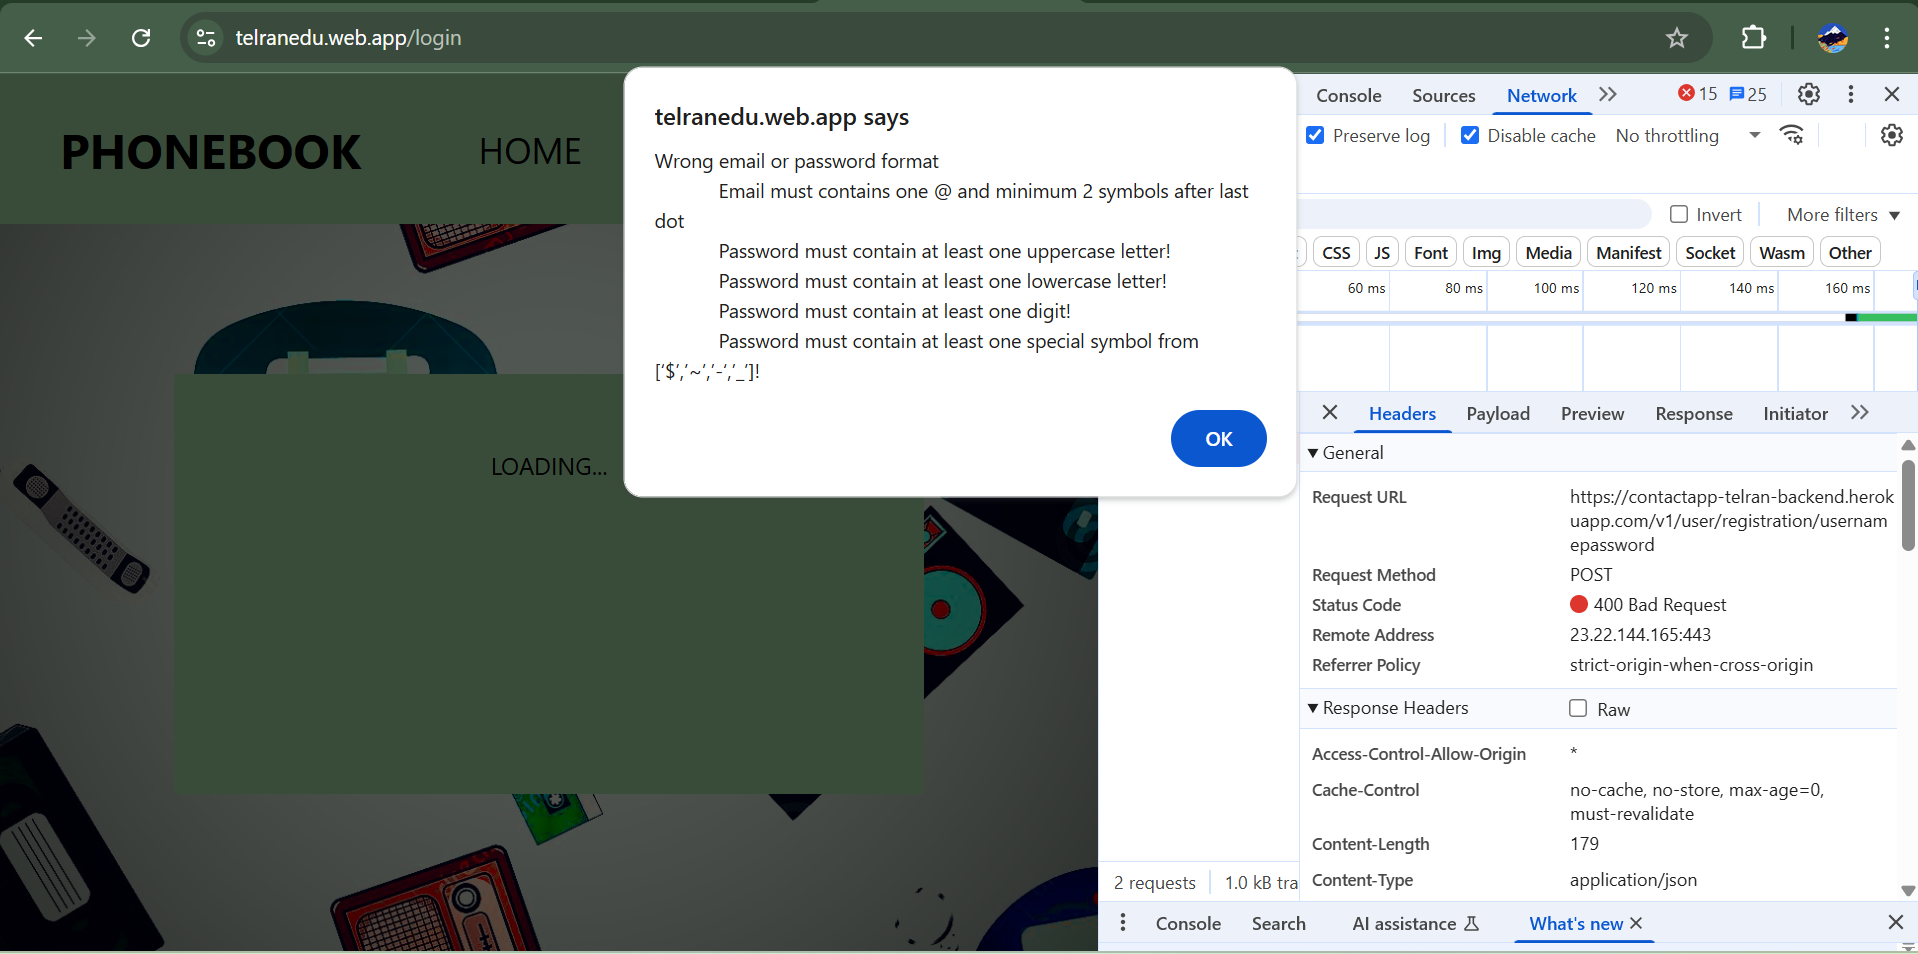 telranedu.web.app/login
PHONEBOOK
HOME
LOADING...
telranedu.web.app says
Wrong email or password format
Email must contains one @ and minimum 2 symbols after last
dot
Password must contain at least one uppercase letter!
Password must contain at least one lowercase letter!
Password must contain at least one digit!
Password must contain at least one special symbol from
[‘$’,’~’,’-‘,’_’]!
OK
Console Sources Network 15 25
Preserve log Disable cache No throttling
Invert More filters
CSS JS Font Img Media Manifest Socket Wasm Other
60 ms 80 ms 100 ms 120 ms 140 ms 160 ms
Headers Payload Preview Response Initiator
General
Request URL https://contactapp-telran-backend.herok
uapp.com/v1/user/registration/usernam
epassword
Request Method POST
Status Code 400 Bad Request
Remote Address 23.22.144.165:443
Referrer Policy strict-origin-when-cross-origin
Response Headers Raw
Access-Control-Allow-Origin *
Cache-Control no-cache, no-store, max-age=0,
must-revalidate
Content-Length 179
Content-Type application/json
2 requests 1.0 kB tra
Console Search AI assistance What's new